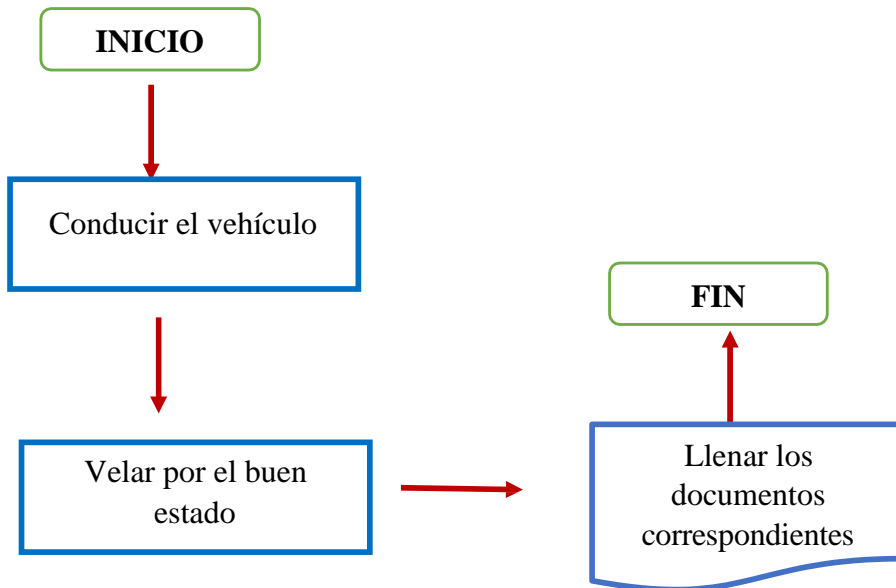 INICIO
Conducir el vehículo
Velar por el buen
estado
Llenar los
documentos
correspondientes
FIN